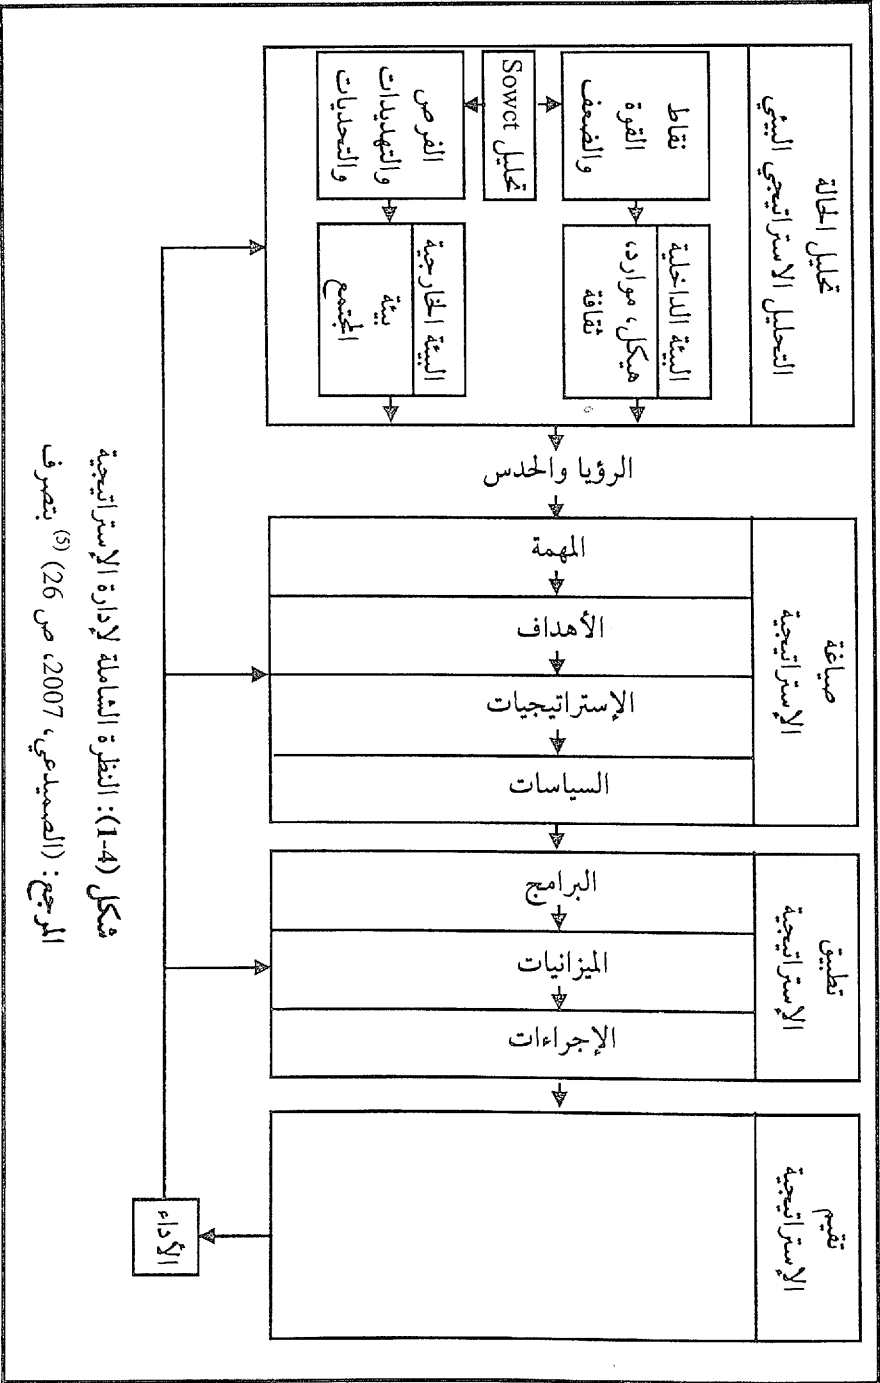 تحليل الحالة
التحليل الاستراتيجي البيئي
نقاط
القوة
والضعف
البيئة الداخلية
هيكل، موارد،
ثقافة
تحليل Sowct
الفرص
والتهديدات
والتحديات
البيئة الخارجية
بيئة
المجتمع
الرؤيا والحدس
صياغة
الإستراتيجية
المهمة
الأهداف
الإستراتيجيات
السياسات
تطبيق
الإستراتيجية
البرامج
الميزانيات
الإجراءات
تقيم
الإستراتيجية
الأداء
شكل (1-4): النظرة الشاملة لإدارة الإستراتيجية
المرجع: (الصميدعي، 2007، ص 26) (5) بتصرف